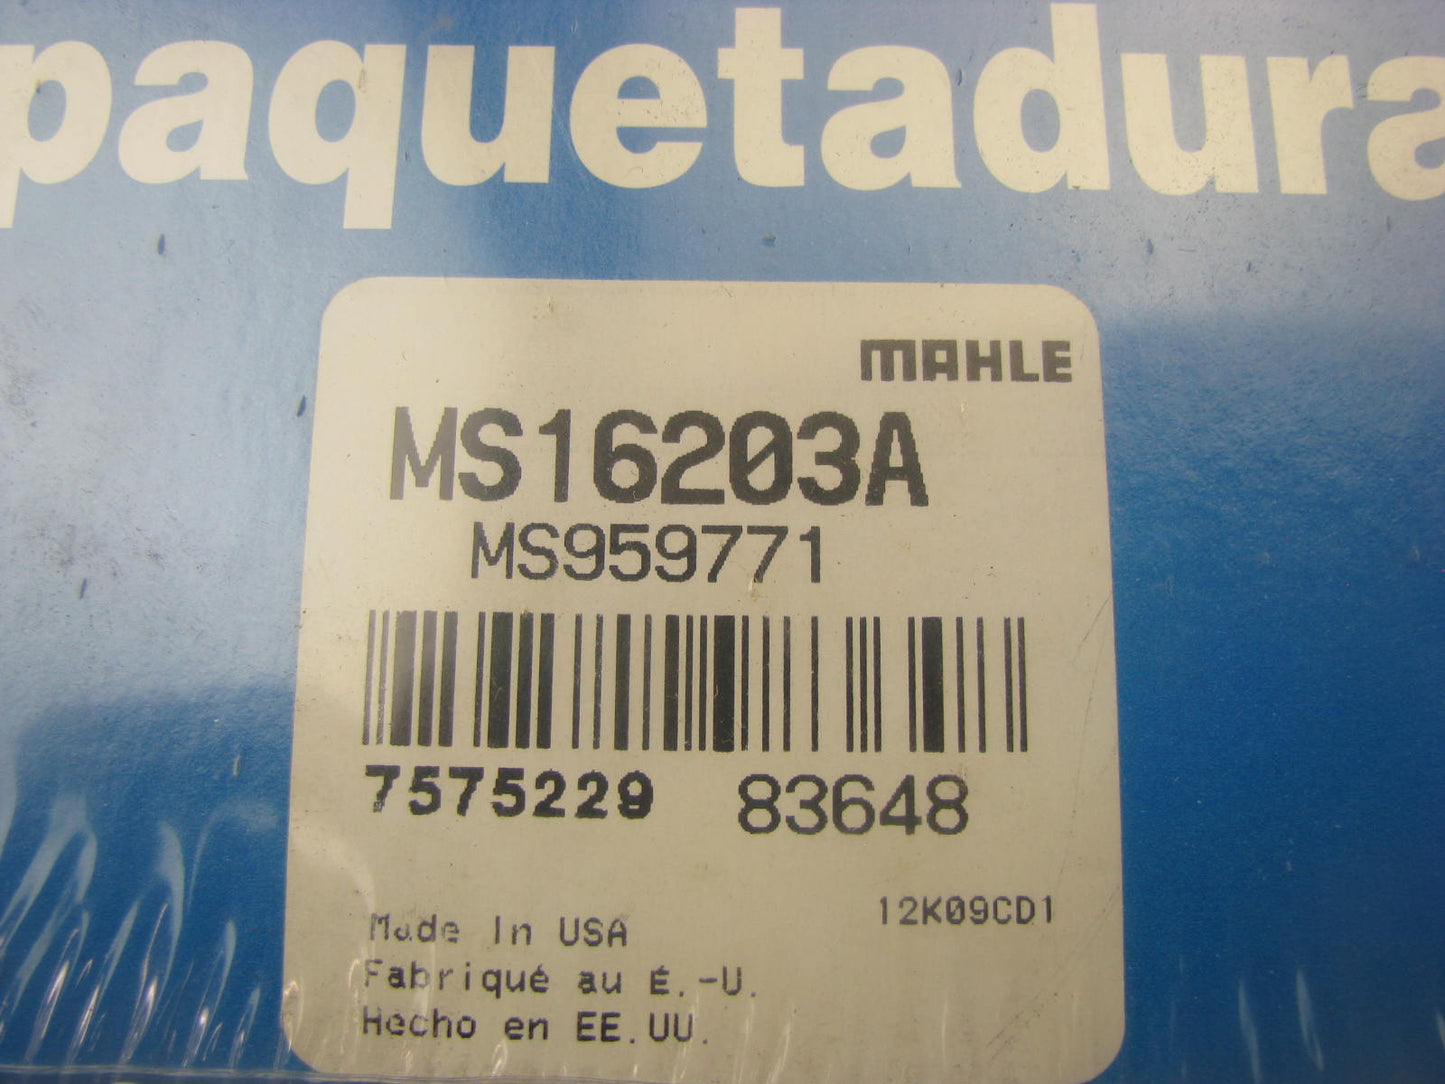 paquetadura
MAHLE
MS16203A
MS959771
7575229 83648
12K09CD1
Made In USA
Fabriqué au É.-U.
Hecho en EE.UU.